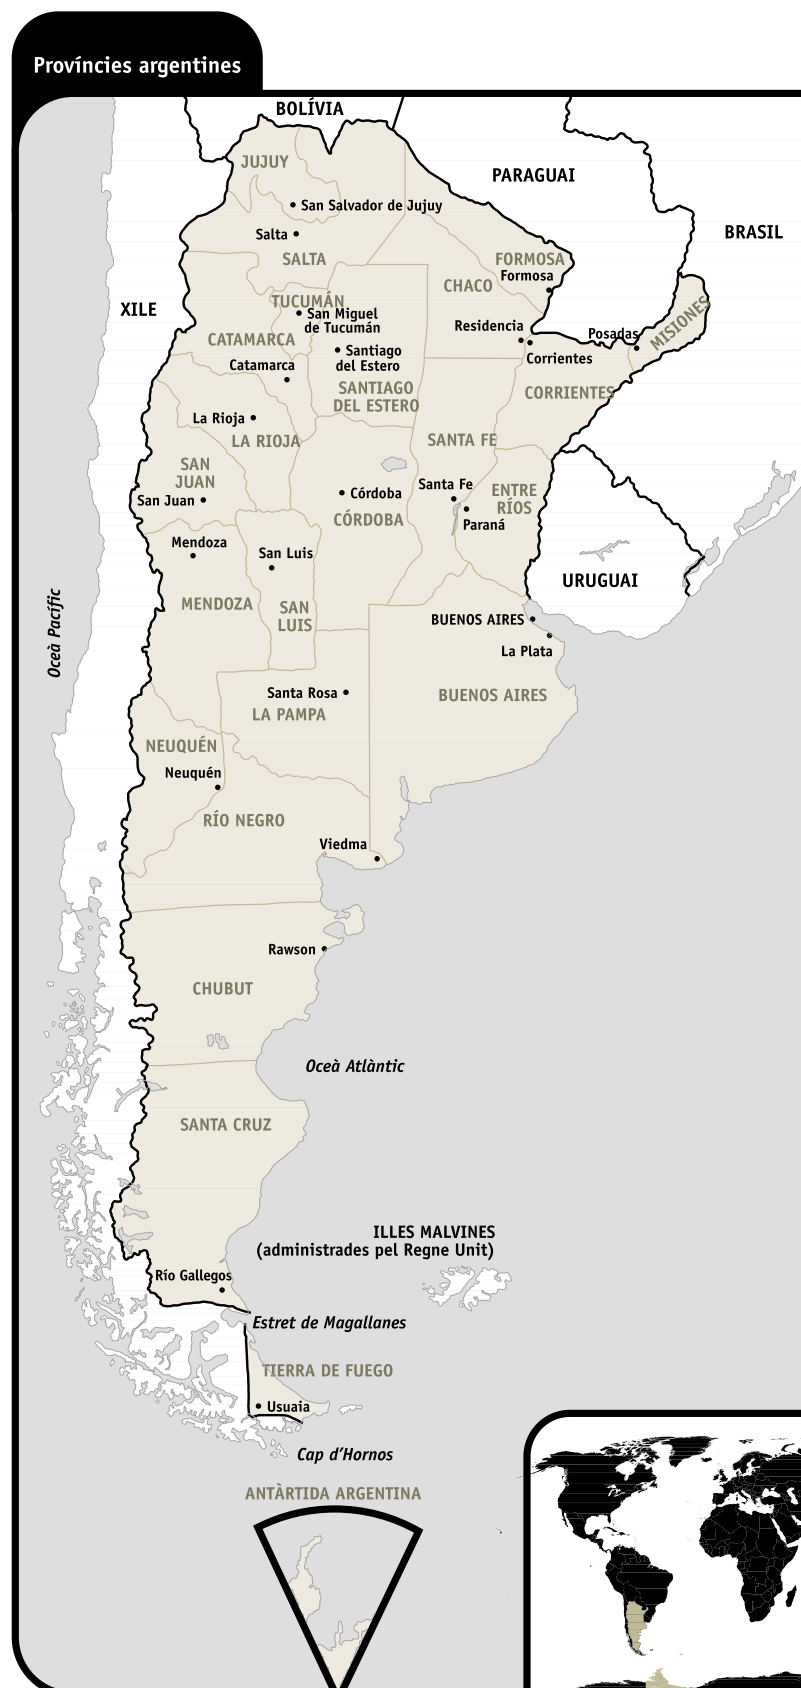 Províncies argentines
BOLÍVIA
JUJUY
PARAGUAI
San Salvador de Jujuy
BRASIL
Salta
SALTA
FORMOSA
Formosa
CHACO
TUCUMÁN
XILE
San Miguel
de Tucumán
MISIONES
Residencia
Posadas
CATAMARCA
Santiago
del Estero
Corrientes
Catamarca
SANTIAGO
DEL ESTERO
CORRIENTES
La Rioja
LA RIOJA
SANTA FE
SAN
JUAN
Santa Fe
San Juan
Córdoba
ENTRE
RÍOS
CÓRDOBA
Paraná
Mendoza
San Luis
URUGUAI
MENDOZA
SAN
LUIS
BUENOS AIRES
Oceà Pacífic
La Plata
Santa Rosa
BUENOS AIRES
LA PAMPA
NEUQUÉN
Neuquén
RÍO NEGRO
Viedma
Rawson
CHUBUT
Oceà Atlàntic
SANTA CRUZ
ILLES MALVINES
(administrades pel Regne Unit)
Río Gallegos
Estret de Magallanes
TIERRA DE FUEGO
Usuaia
Cap d’Hornos
ANTÀRTIDA ARGENTINA